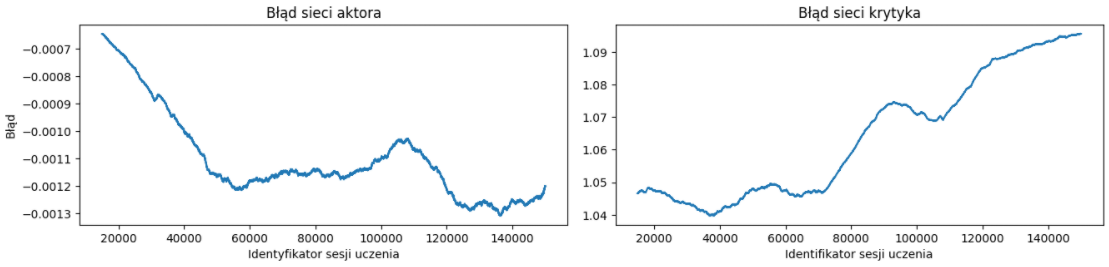 Błąd sieci aktora
Błąd
−0.0007
−0.0008
−0.0009
−0.0010
−0.0011
−0.0012
−0.0013
20000 40000 60000 80000 100000 120000 140000
Identyfikator sesji uczenia
Błąd sieci krytyka
1.09
1.08
1.07
1.06
1.05
1.04
20000 40000 60000 80000 100000 120000 140000
Identifikator sesji uczenia